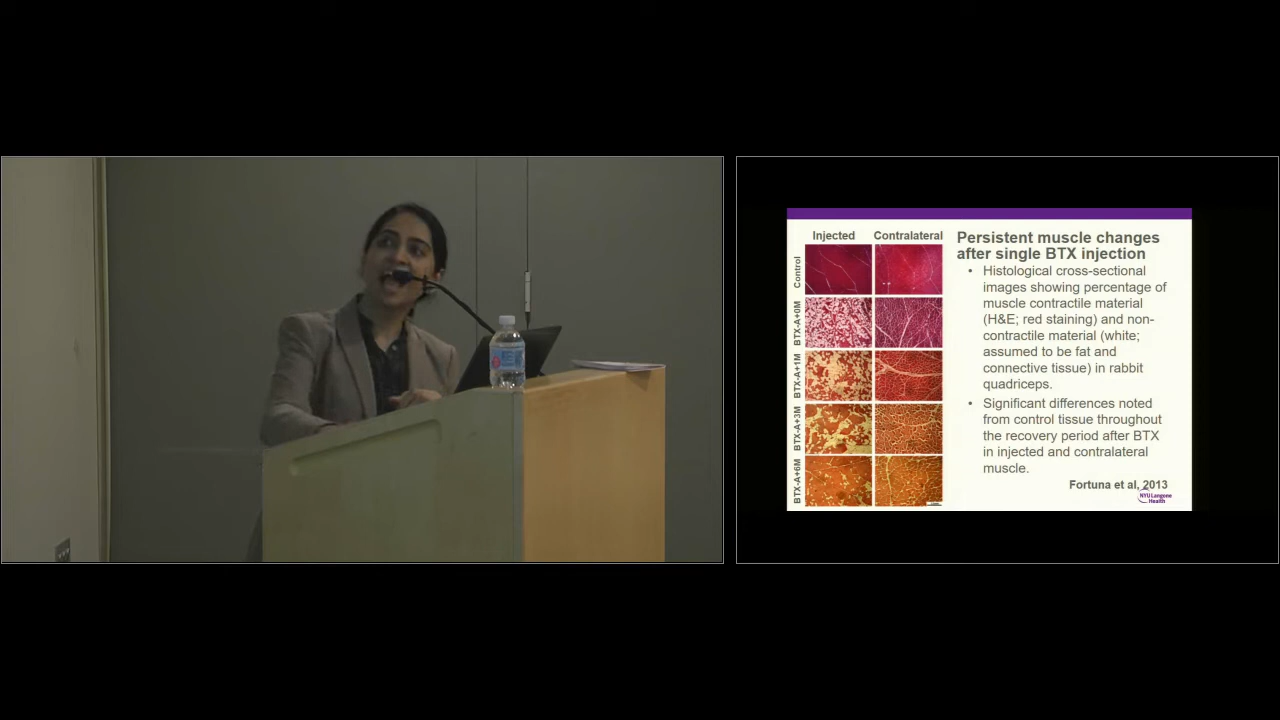 Injected Contralateral
Control
BTX-A+0M
BTX-A+1M
BTX-A+3M
BTX-A+6M
Persistent muscle changes
after single BTX injection
• Histological cross-sectional
images showing percentage of
muscle contractile material
(H&E; red staining) and non-
contractile material (white;
assumed to be fat and
connective tissue) in rabbit
quadriceps.
• Significant differences noted
from control tissue throughout
the recovery period after BTX
in injected and contralateral
muscle.
Fortuna et al, 2013
NYU Langone
Health